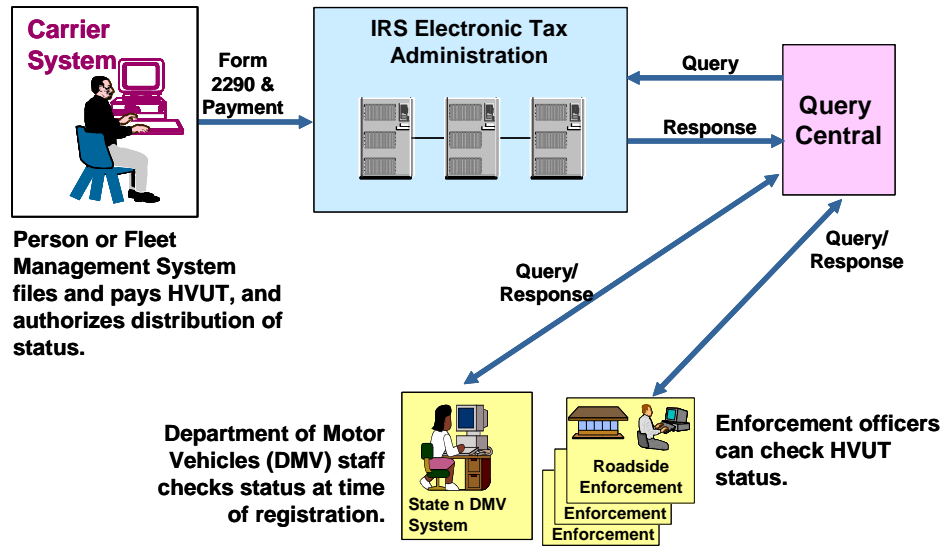 Carrier
System
Form
2290 &
Payment
IRS Electronic Tax
Administration
Query
Response
Query
Central
Person or Fleet
Management System
files and pays HVUT, and
authorizes distribution of
status.
Query/
Response
Query/
Response
Department of Motor
Vehicles (DMV) staff
checks status at time
of registration.
State n DMV
System
Roadside
Enforcement
Enforcement
Enforcement
Enforcement officers
can check HVUT
status.